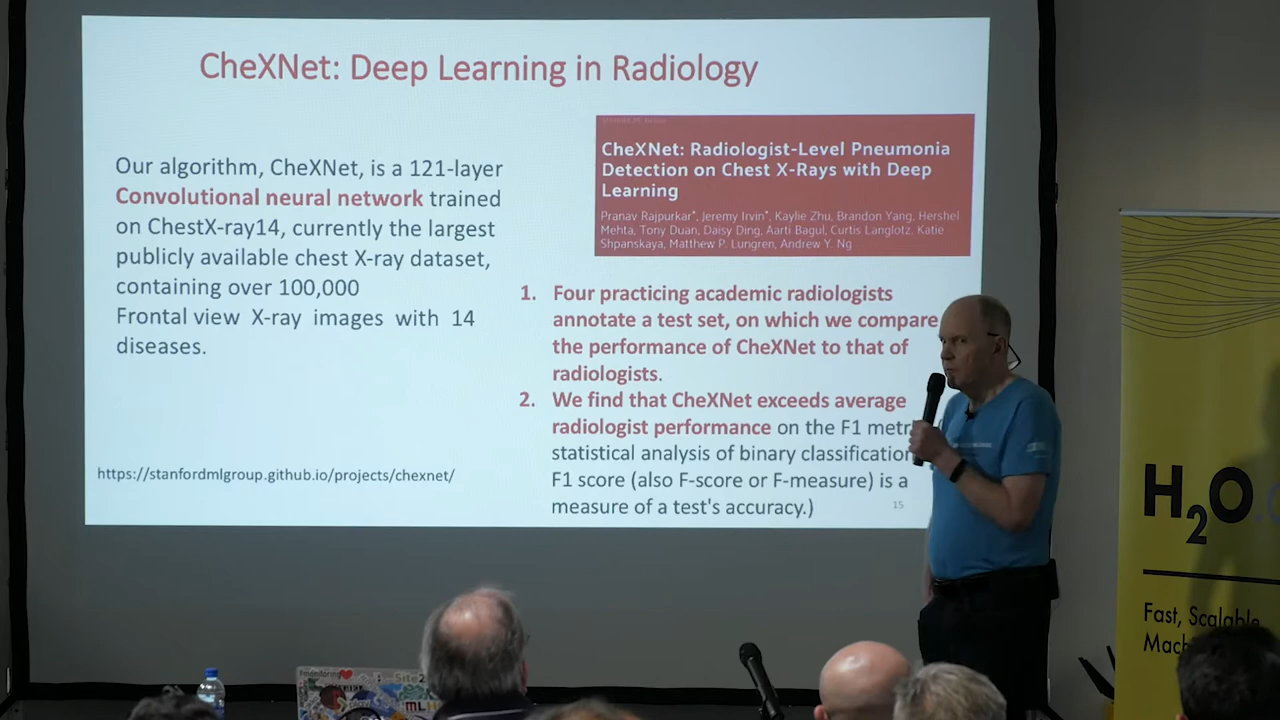 CheXNet: Deep Learning in Radiology
Our algorithm, CheXNet, is a 121-layer
Convolutional neural network trained
on ChestX-ray14, currently the largest
publicly available chest X-ray dataset,
containing over 100,000
Frontal view X-ray images with 14
diseases.
https://stanfordmlgroup.github.io/projects/chexnet/
CheXNet: Radiologist-Level Pneumonia
Detection on Chest X-Rays with Deep
Learning
Pranav Rajpurkar*, Jeremy Irvin*, Kaylie Zhu, Brandon Yang, Hershel
Mehta, Tony Duan, Daisy Ding, Aarti Bagul, Curtis Langlotz, Katie
Shpanskaya, Matthew P. Lungren, Andrew Y. Ng
1. Four practicing academic radiologists
annotate a test set, on which we compare
the performance of CheXNet to that of
radiologists.
2. We find that CheXNet exceeds average
radiologist performance on the F1
statistical analysis of binary classification
F1 score (also F-score or F-measure) is a
measure of a test's accuracy.)
15
H2O
Fast, Scalable